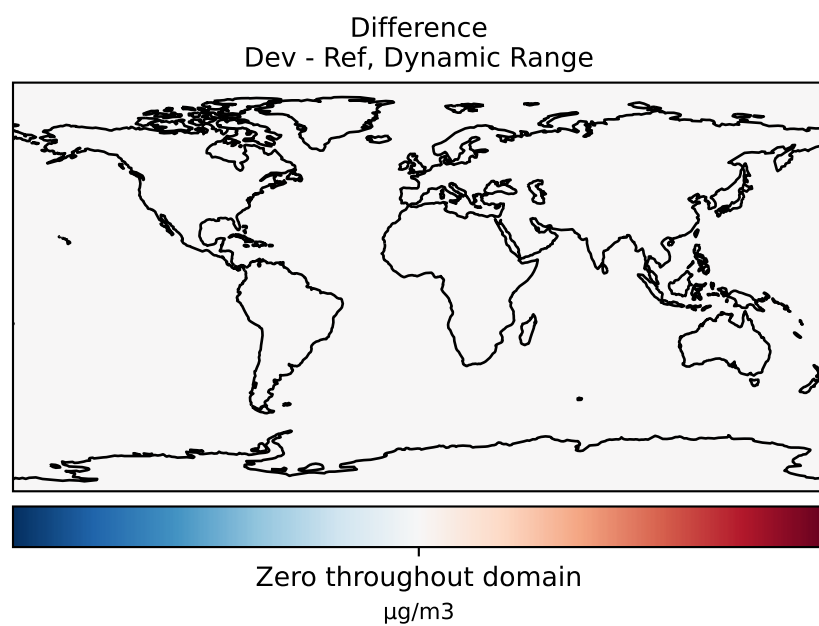 Difference
Dev - Ref, Dynamic Range
Zero throughout domain
μg/m3